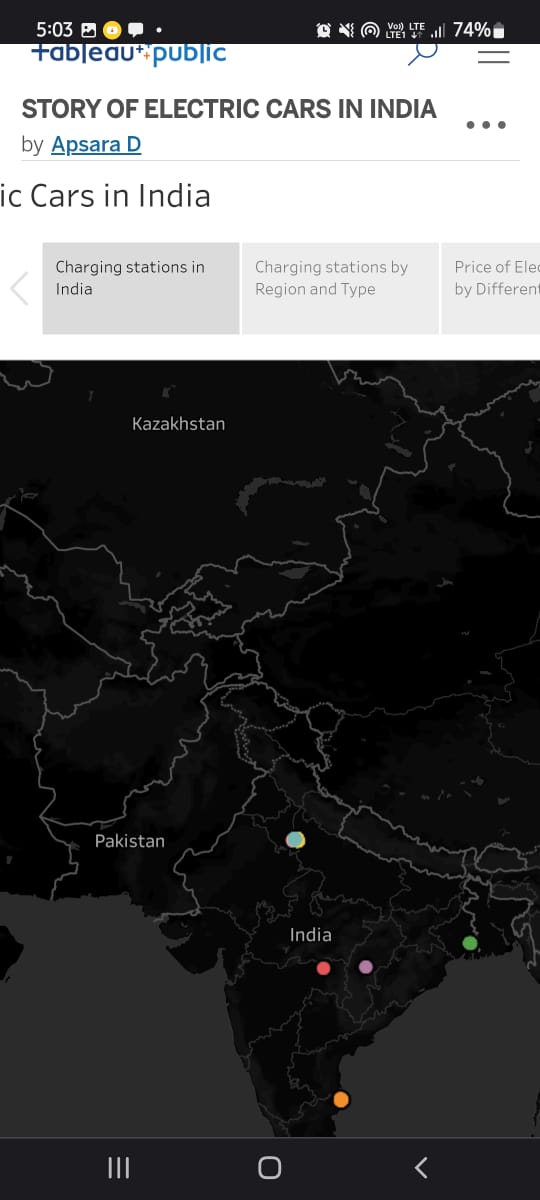 5:03
Vo)) LTE
LTE1
74%
+ableau public
STORY OF ELECTRIC CARS IN INDIA
by Apsara D
ic Cars in India
Charging stations in
India
Charging stations by
Region and Type
Price of Elec
by Different
Kazakhstan
Pakistan
India